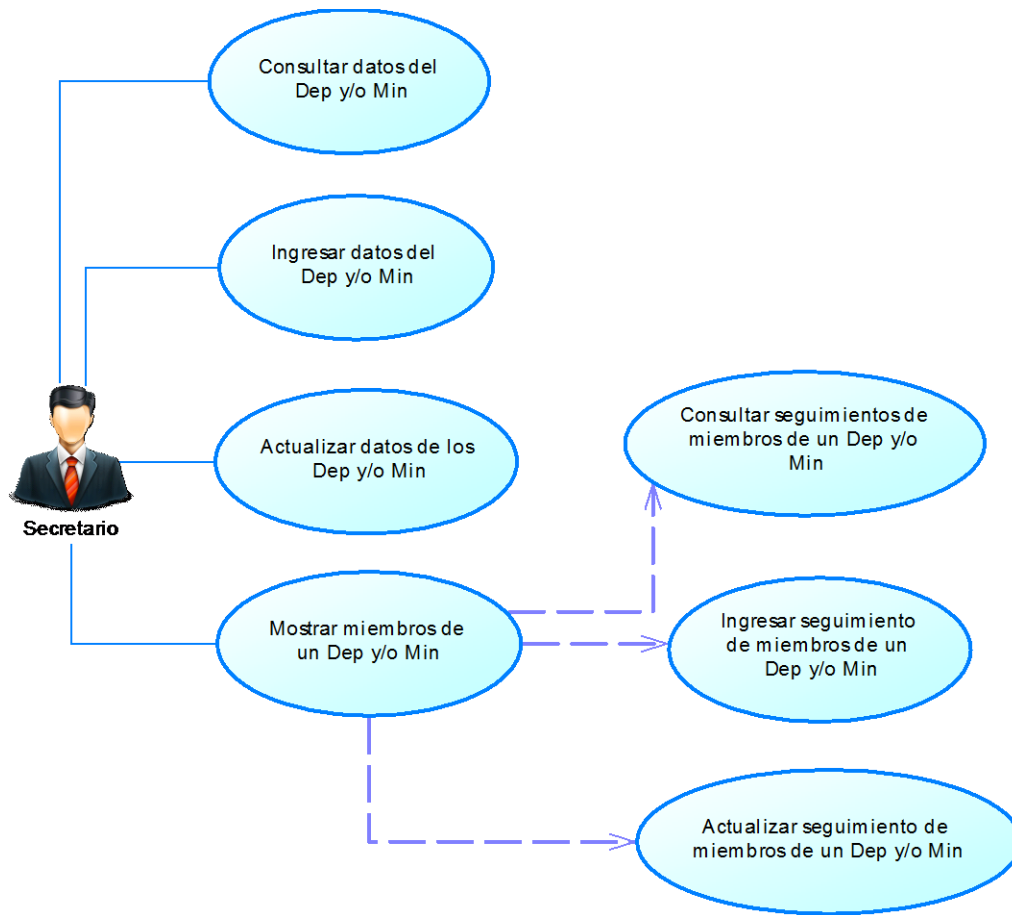 Consultar datos del
Dep y/o Min
Ingresar datos del
Dep y/o Min
Actualizar datos de los
Dep y/o Min
Secretario
Mostrar miembros de
un Dep y/o Min
Consultar seguimientos de
miembros de un Dep y/o
Min
Ingresar seguimiento
de miembros de un
Dep y/o Min
Actualizar seguimiento de
miembros de un Dep y/o Min